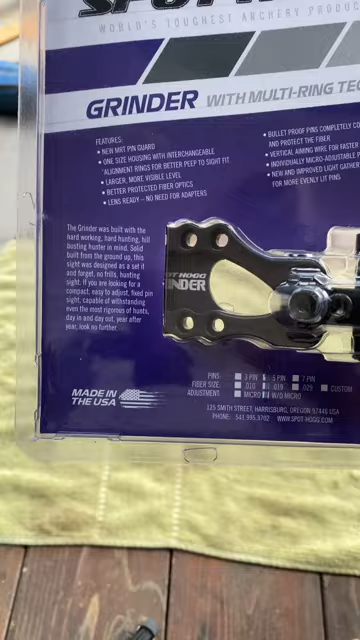 WORLD'S TOUGHEST ARCHERY
GRINDER WITH MULTI-RING
FEATURES:
• NEW MRT PIN GUARD
• ONE SIZE HOUSING WITH INTERCHANGEABLE
ALIGNMENT RINGS FOR BETTER PEEP TO SIGHT FIT
• LARGER, MORE VISIBLE LEVEL
• BETTER PROTECTED FIBER OPTICS
• LENS READY — NO NEED FOR ADAPTERS
• BULLET PROOF PINS COMPLETELY
AND PROTECT THE FIBER
• VERTICAL AIMING WIRE FOR FASTER
• INDIVIDUALLY MICRO-ADJUSTABLE
• NEW AND IMPROVED LIGHT
FOR MORE EVENLY LIT PINS
The Grinder was built with the
hard working, hard hunting, hill
busting hunter in mind. Solid
built from the ground up, this
sight was designed as a set it
and forget, no frills, hunting
sight. If you are looking for a
compact, easy to adjust, fixed pin
sight, capable of withstanding
even the most rigorous of hunts,
day in and day out, year after
year, look no further.
HOGG
MADE IN
THE USA
PINS: 3 PIN 5 PIN 7 PIN
FIBER SIZE: .010 .019 .029 CUSTOM
ADJUSTMENT: MICRO W/O MICRO
125 SMITH STREET, HARRISBURG, OREGON 97446 USA
PHONE: 541.995.3702 WWW.SPOT-HOGG.COM